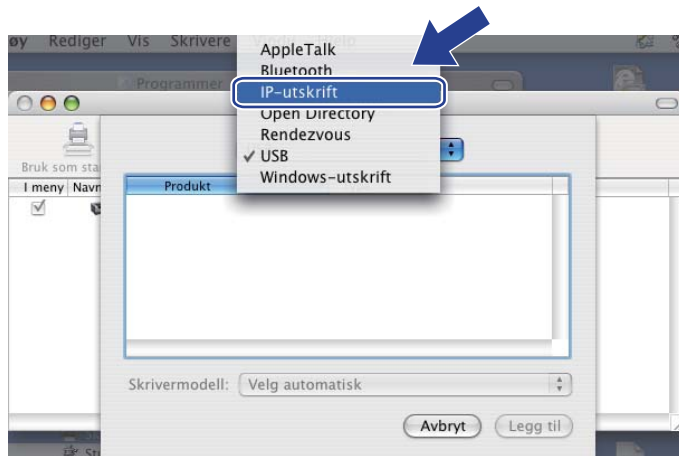 øy Rediger Vis Skrivere
AppleTalk
Bluetooth
IP-utskrift
Open Directory
Rendezvous
✓ USB
Windows-utskrift
Programmer
Bruk som
I meny Navn
Produkt
Skrivermodell: Velg automatisk
Avbryt Legg til